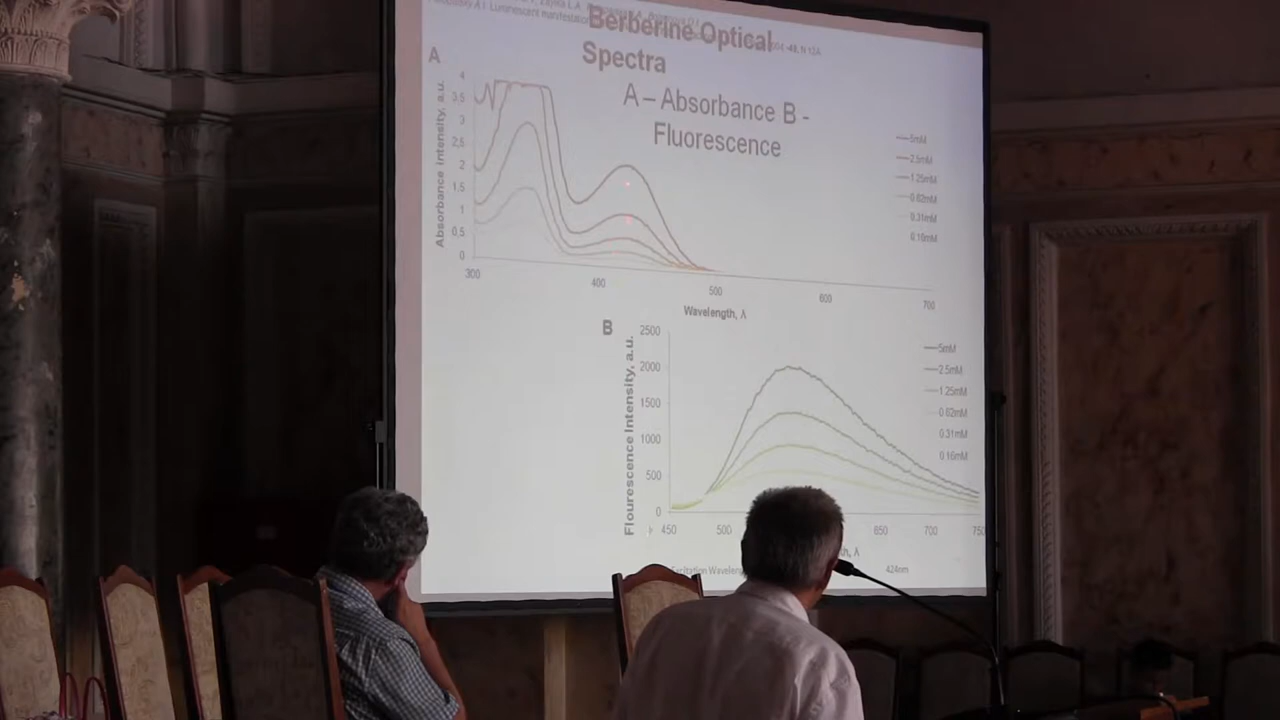 Luminescent manifestation
Berberine Optical
Spectra
A – Absorbance B -
Fluorescence
A
Absorbance Intensity, a.u.
4
3,5
3
2,5
2
1,5
1
0,5
0
300
400
500
600
700
Wavelength, λ
5mM
2.5mM
1.25mM
0.62mM
0.31mM
0.16mM
B
Flourescence Intensity, a.u.
2500
2000
1500
1000
500
0
450
500
650
700
750
5mM
2.5mM
1.25mM
0.62mM
0.31mM
0.16mM
424nm